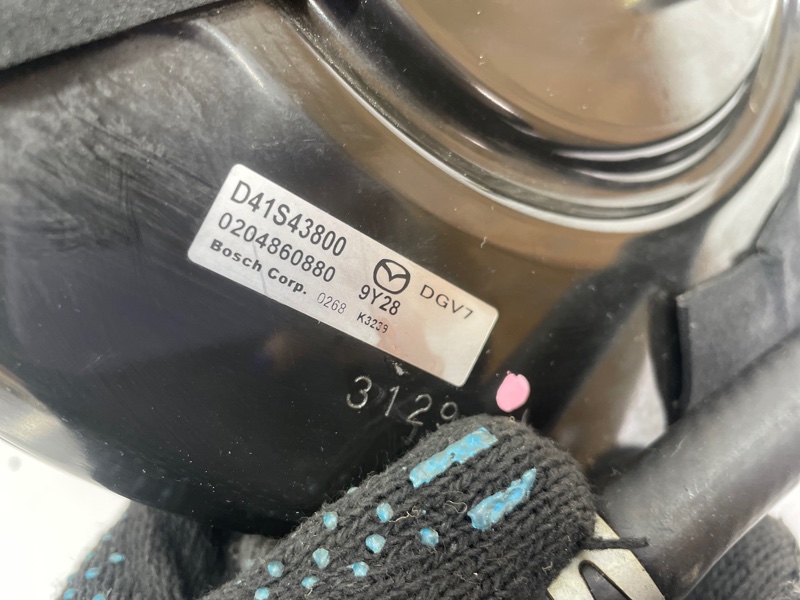 D41S43800
0204860880 DGV7
Bosch Corp. 9Y28
0268 K3239
3129